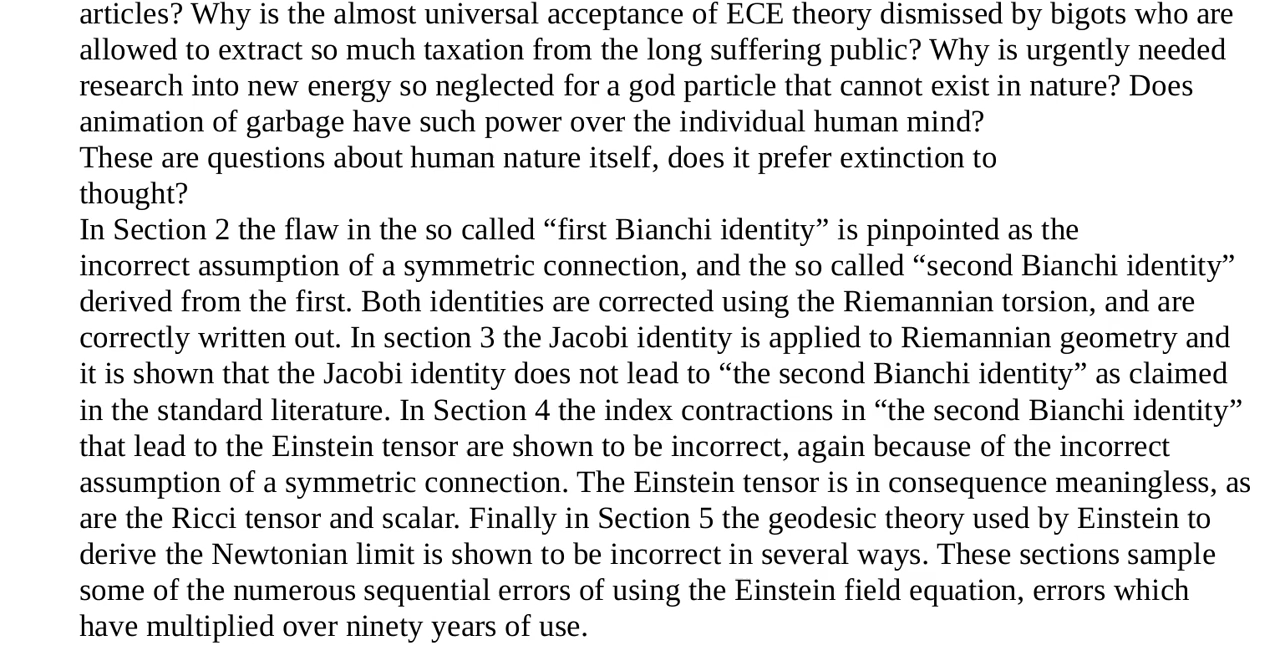 articles? Why is the almost universal acceptance of ECE theory dismissed by bigots who are
allowed to extract so much taxation from the long suffering public? Why is urgently needed
research into new energy so neglected for a god particle that cannot exist in nature? Does
animation of garbage have such power over the individual human mind?
These are questions about human nature itself, does it prefer extinction to
thought?
In Section 2 the flaw in the so called “first Bianchi identity” is pinpointed as the
incorrect assumption of a symmetric connection, and the so called “second Bianchi identity”
derived from the first. Both identities are corrected using the Riemannian torsion, and are
correctly written out. In section 3 the Jacobi identity is applied to Riemannian geometry and
it is shown that the Jacobi identity does not lead to “the second Bianchi identity” as claimed
in the standard literature. In Section 4 the index contractions in “the second Bianchi identity”
that lead to the Einstein tensor are shown to be incorrect, again because of the incorrect
assumption of a symmetric connection. The Einstein tensor is in consequence meaningless, as
are the Ricci tensor and scalar. Finally in Section 5 the geodesic theory used by Einstein to
derive the Newtonian limit is shown to be incorrect in several ways. These sections sample
some of the numerous sequential errors of using the Einstein field equation, errors which
have multiplied over ninety years of use.